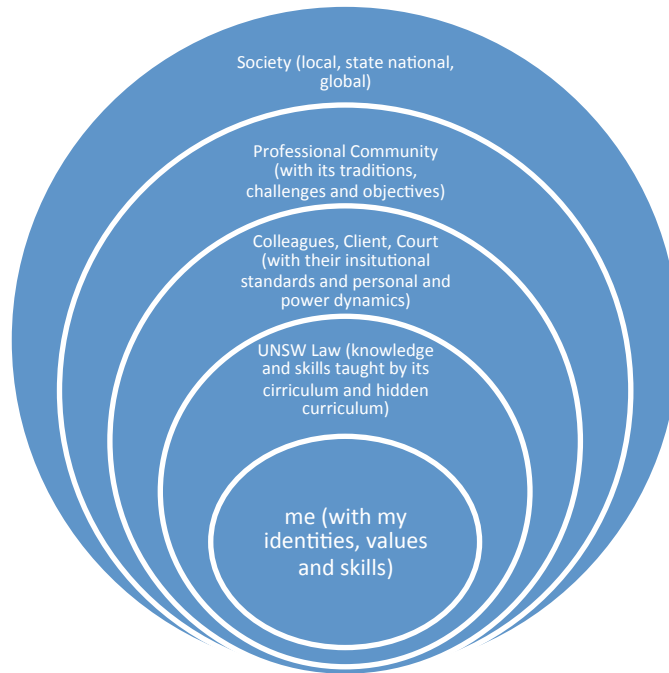 Society (local, state national,
global)
Professional Community
(with its traditions,
challenges and objectives)
Colleagues, Client, Court
(with their insitutional
standards and personal and
power dynamics)
UNSW Law (knowledge
and skills taught by its
cirriculum and hidden
curriculum)
me (with my
identities, values
and skills)